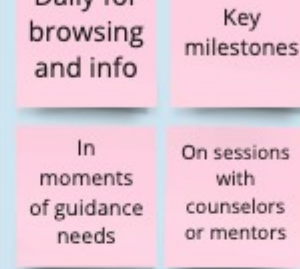 Daily for
browsing
and info
Key
milestones
In
moments
of guidance
needs
On sessions
with
counselors
or mentors